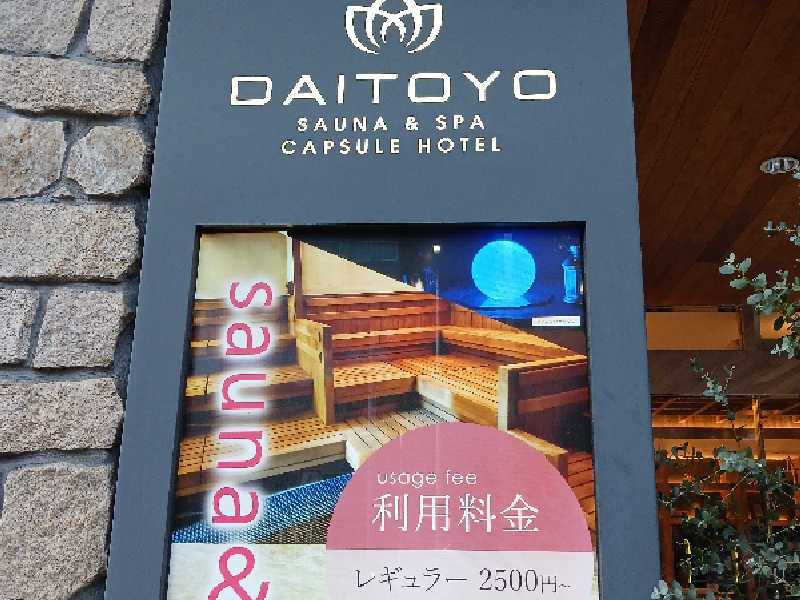 DAITOYO
SAUNA & SPA
CAPSULE HOTEL
sauna&
usage fee
利用料金
レギュラー 2500円~